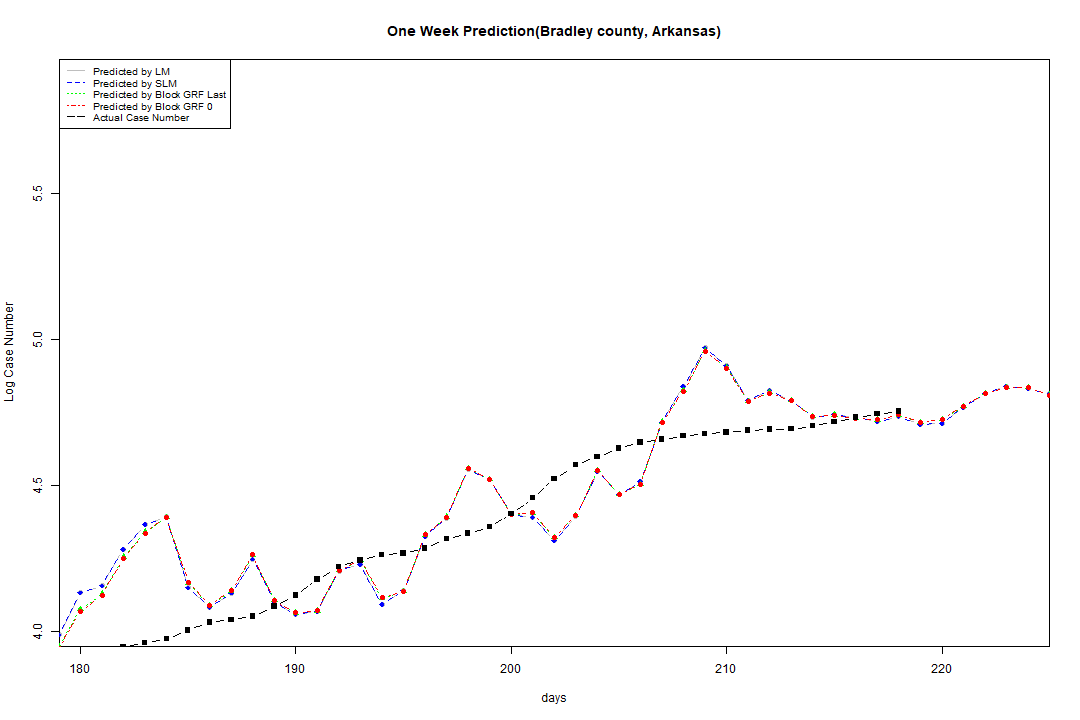 One Week Prediction(Bradley county, Arkansas)
Predicted by LM
Predicted by SLM
Predicted by Block GRF Last
Predicted by Block GRF 0
Actual Case Number
5.5
5.0
4.5
4.0
Log Case Number
180 190 200 210 220
days